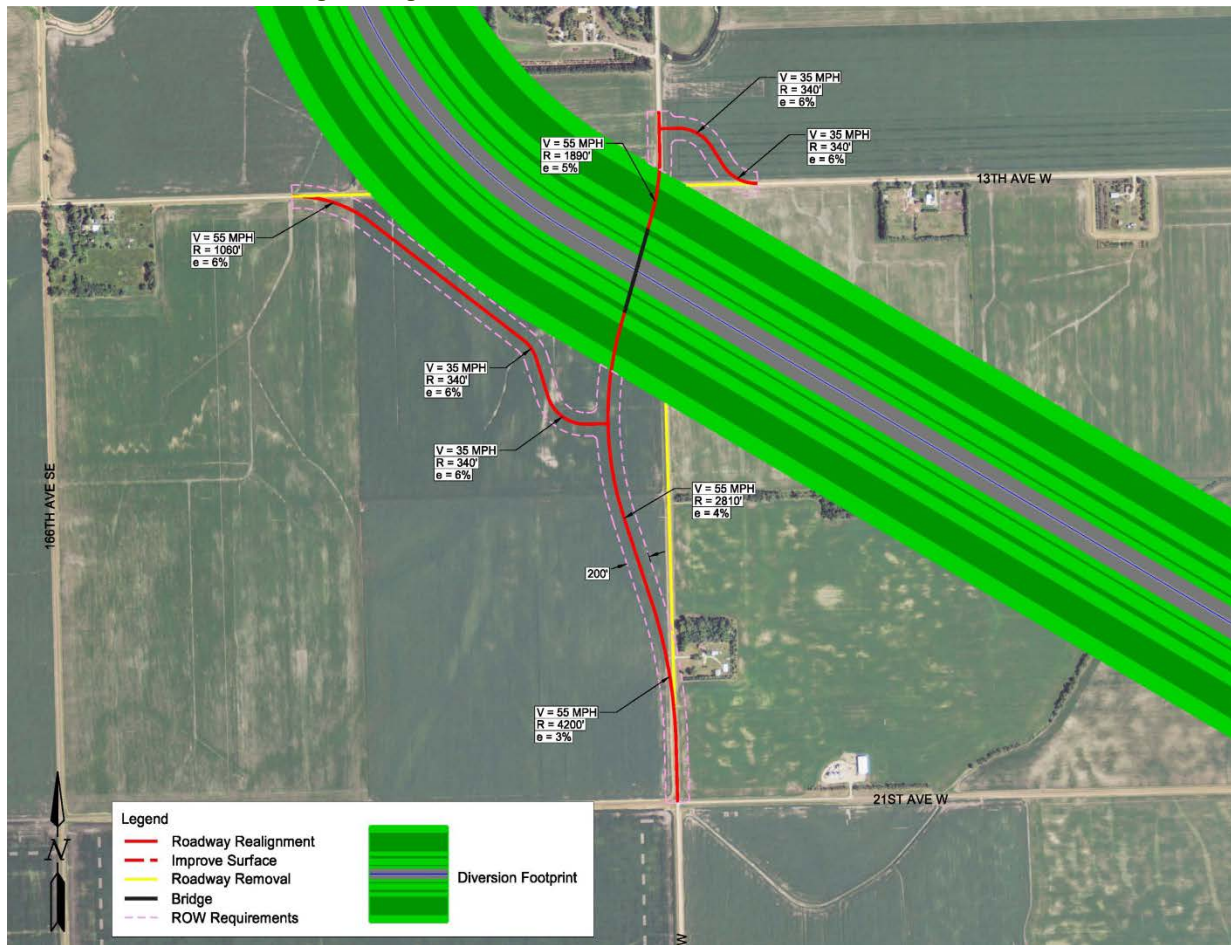 V = 35 MPH
R = 340'
e = 6%
V = 55 MPH
R = 1890'
e = 5%
V = 35 MPH
R = 340'
e = 6%
13TH AVE W
V = 55 MPH
R = 1060'
e = 6%
V = 35 MPH
R = 340'
e = 6%
V = 35 MPH
R = 340'
e = 6%
166TH AVE SE
V = 55 MPH
R = 2810'
e = 4%
200'
V = 55 MPH
R = 4200'
e = 3%
21ST AVE W
N
Legend
Roadway Realignment
Improve Surface
Roadway Removal
Bridge
ROW Requirements
Diversion Footprint
W